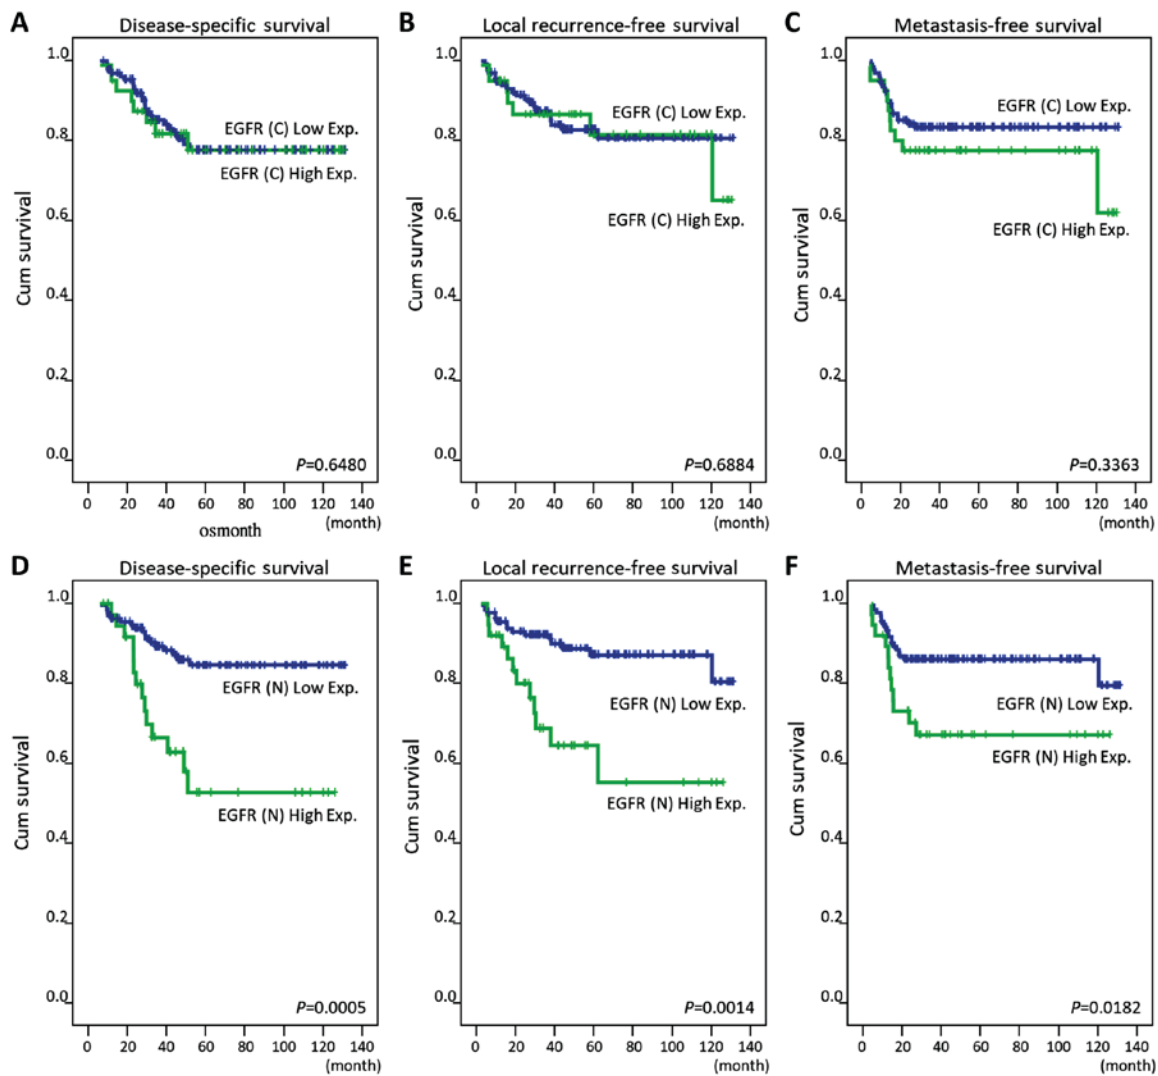 A Disease-specific survival
1.0
0.8
0.6
0.4
0.2
0.0
Cum survival
EGFR (C) Low Exp.
EGFR (C) High Exp.
P=0.6480
0 20 40 60 80 100 120 140
osmonth
(month)
B Local recurrence-free survival
1.0
0.8
0.6
0.4
0.2
0.0
Cum survival
EGFR (C) Low Exp.
EGFR (C) High Exp.
P=0.6884
0 20 40 60 80 100 120 140
(month)
C Metastasis-free survival
1.0
0.8
0.6
0.4
0.2
0.0
Cum survival
EGFR (C) Low Exp.
EGFR (C) High Exp.
P=0.3363
0 20 40 60 80 100 120 140
(month)
D Disease-specific survival
1.0
0.8
0.6
0.4
0.2
0.0
Cum survival
EGFR (N) Low Exp.
EGFR (N) High Exp.
P=0.0005
0 20 40 60 80 100 120 140
(month)
E Local recurrence-free survival
1.0
0.8
0.6
0.4
0.2
0.0
Cum survival
EGFR (N) Low Exp.
EGFR (N) High Exp.
P=0.0014
0 20 40 60 80 100 120 140
(month)
F Metastasis-free survival
1.0
0.8
0.6
0.4
0.2
0.0
Cum survival
EGFR (N) Low Exp.
EGFR (N) High Exp.
P=0.0182
0 20 40 60 80 100 120 140
(month)